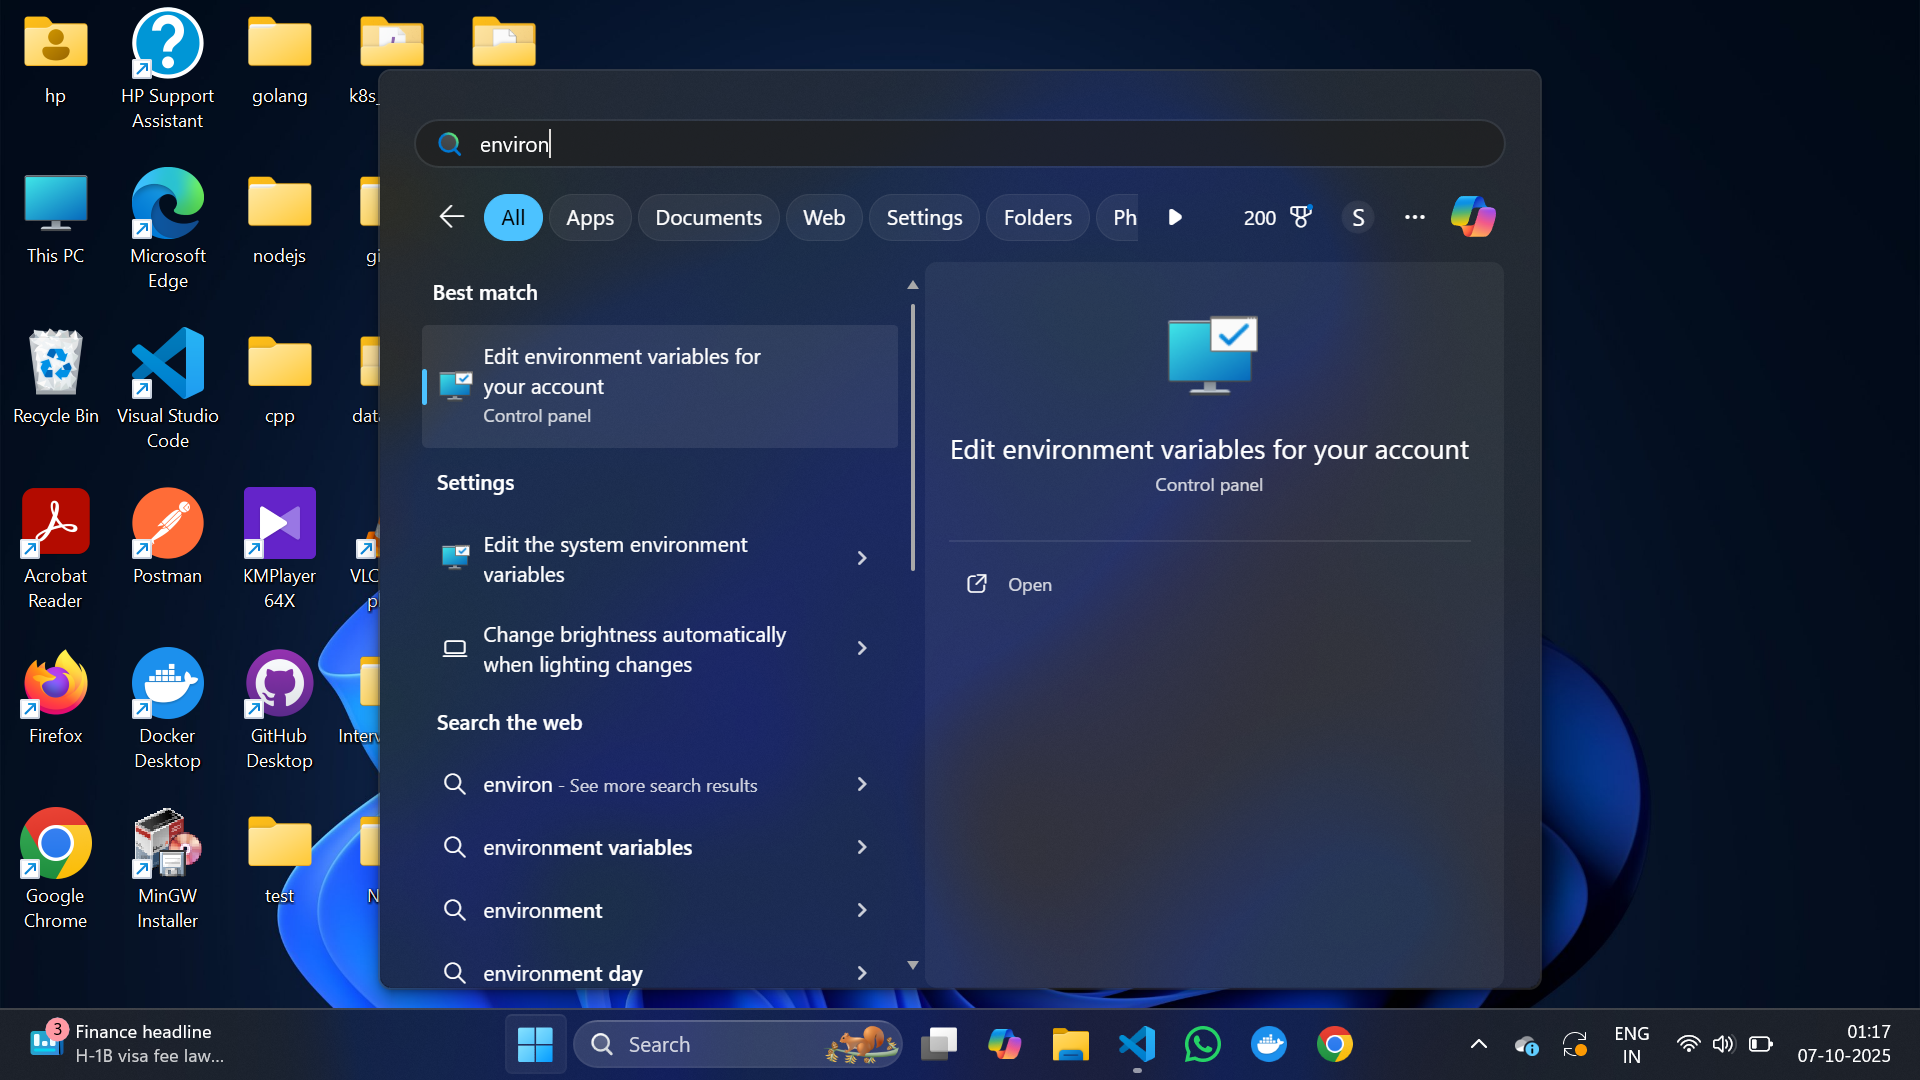 hp
HP Support
Assistant
golang
k8s_
This PC
Microsoft
Edge
nodejs
gi
Recycle Bin
Visual Studio
Code
cpp
data
Acrobat
Reader
Postman
KMPlayer
64X
VLC
pl
Firefox
Docker
Desktop
GitHub
Desktop
Interv
Google
Chrome
MinGW
Installer
test
N
environ
All
Apps
Documents
Web
Settings
Folders
Ph
200
S
Best match
Edit environment variables for
your account
Control panel
Settings
Edit the system environment
variables
Change brightness automatically
when lighting changes
Search the web
environ - See more search results
environment variables
environment
environment day
Edit environment variables for your account
Control panel
Open
3
Finance headline
H-1B visa fee law...
Search
ENG
IN
01:17
07-10-2025